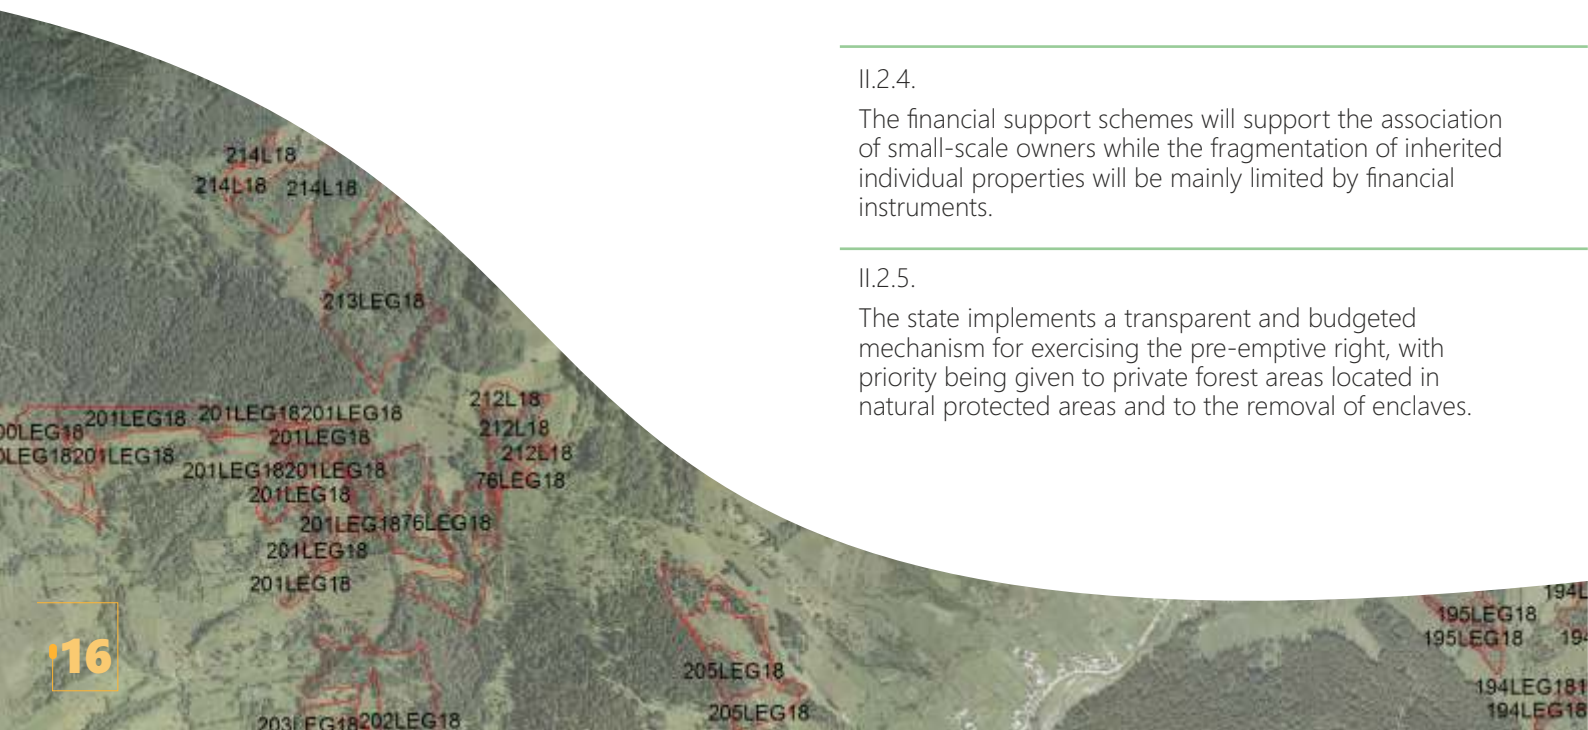 II.2.4.
The financial support schemes will support the association
of small-scale owners while the fragmentation of inherited
individual properties will be mainly limited by financial
instruments.
II.2.5.
The state implements a transparent and budgeted
mechanism for exercising the pre-emptive right, with
priority being given to private forest areas located in
natural protected areas and to the removal of enclaves.
214L18
214L18 214L18
213LEG18
212L18
201LEG18 201LEG18201LEG18
212L18
201LEG18
212L18
201LEG18
201LEG18201LEG18
76LEG18
201LEG18
201LEG1876LEG18
201LEG18
201LEG18
195LEG18
195LEG18
16
205LEG18
194LEG18
205LEG18
203LEG18202LEG18